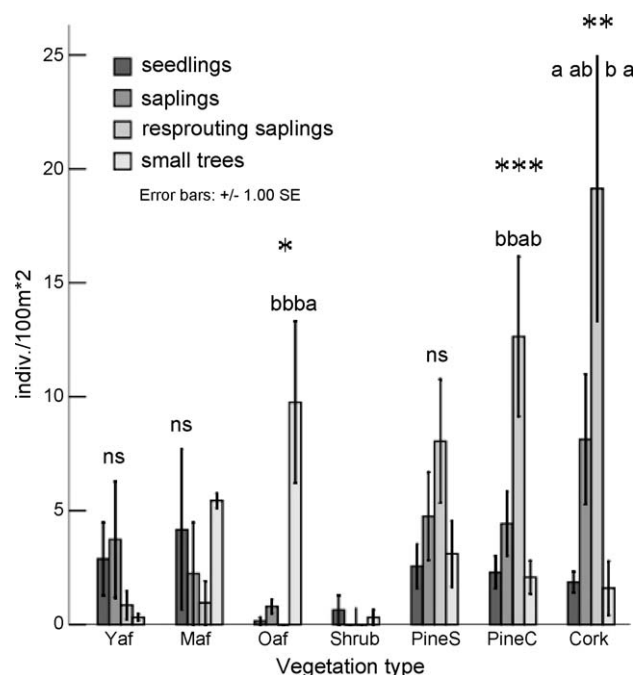 **
25
seedlings
a ab b a
saplings
resprouting saplings
20
small trees
***
Error bars: +/- 1.00 SE
*
bbab
15
bbba
ns
indiv./100m*2
10
ns
ns
5
0
Yaf Maf Oaf Shrub PineS PineC Cork
Vegetation type